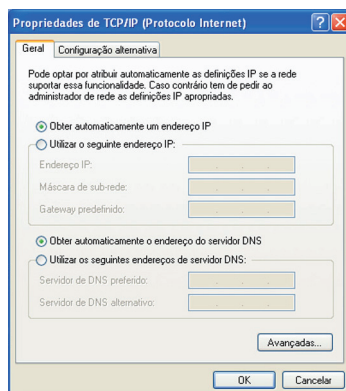 Propriedades de TCP/IP (Protocolo Internet)
Geral
Configuração alternativa
Pode optar por atribuir automaticamente as definições IP se a rede
suportar essa funcionalidade. Caso contrário tem de pedir ao
administrador de rede as definições IP apropriadas.
Obter automaticamente um endereço IP
Utilizar o seguinte endereço IP:
Endereço IP:
Máscara de sub-rede:
Gateway predefinido:
Obter automaticamente o endereço do servidor DNS
Utilizar os seguintes endereços de servidor DNS:
Servidor de DNS preferido:
Servidor de DNS alternativo:
Avançadas...
OK
Cancelar